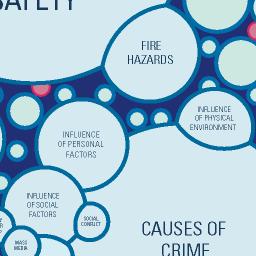 SAFETY
FIRE
HAZARDS
INFLUENCE
OF PHYSICAL
ENVIRONMENT
INFLUENCE
OF PERSONAL
FACTORS
INFLUENCE
OF SOCIAL
FACTORS
SOCIAL
CONFLICT
MASS
MEDIA
CAUSES OF
CRIME